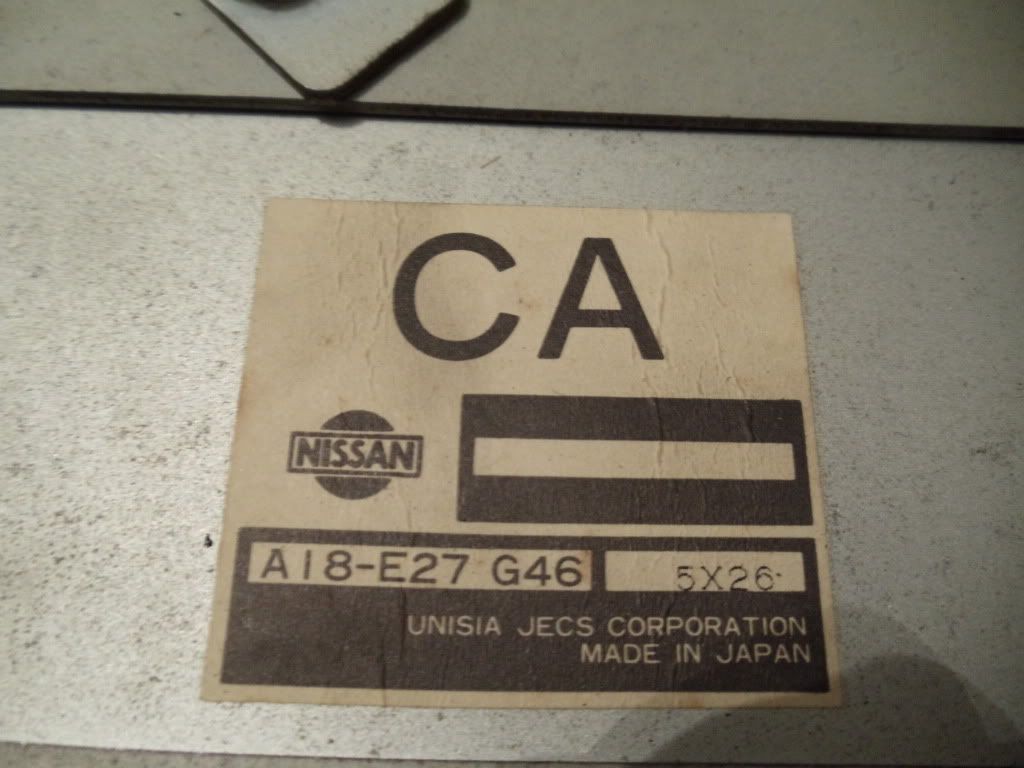 CA
NISSAN
A18-E27 G46 5X26
UNISIA JECS CORPORATION
MADE IN JAPAN